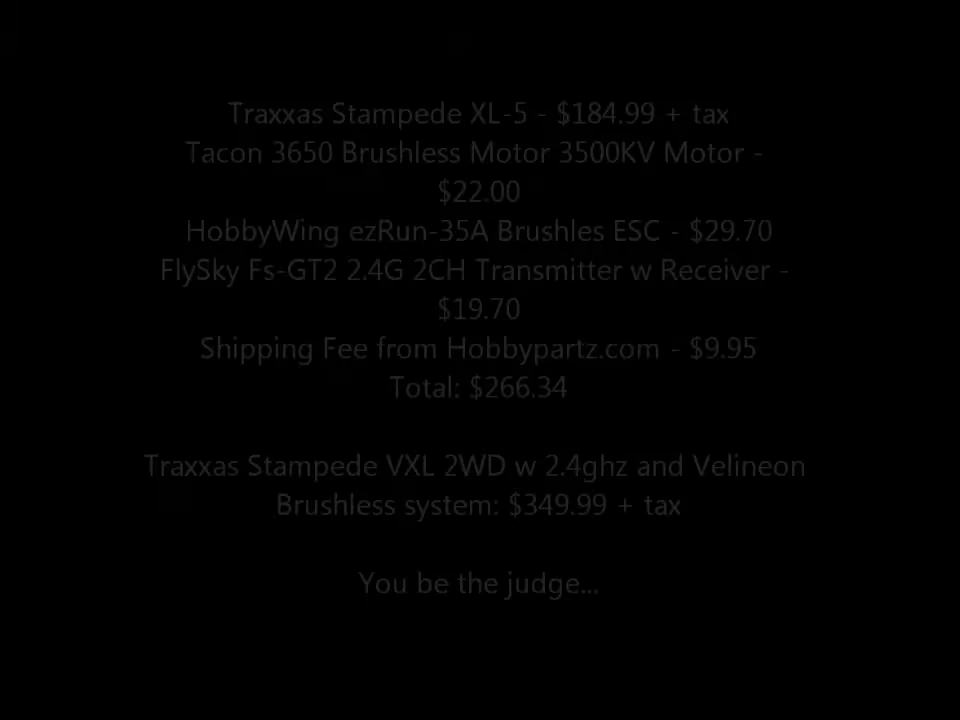 Traxxas Stampede XL-5 - $184.99 + tax
Tacon 3650 Brushless Motor 3500KV Motor -
$22.00
HobbyWing ezRun-35A Brushles ESC - $29.70
FlySky Fs-GT2 2.4G 2CH Transmitter w Receiver -
$19.70
Shipping Fee from Hobbypartz.com - $9.95
Total: $266.34
Traxxas Stampede VXL 2WD w 2.4ghz and Velineon
Brushless system: $349.99 + tax
You be the judge...